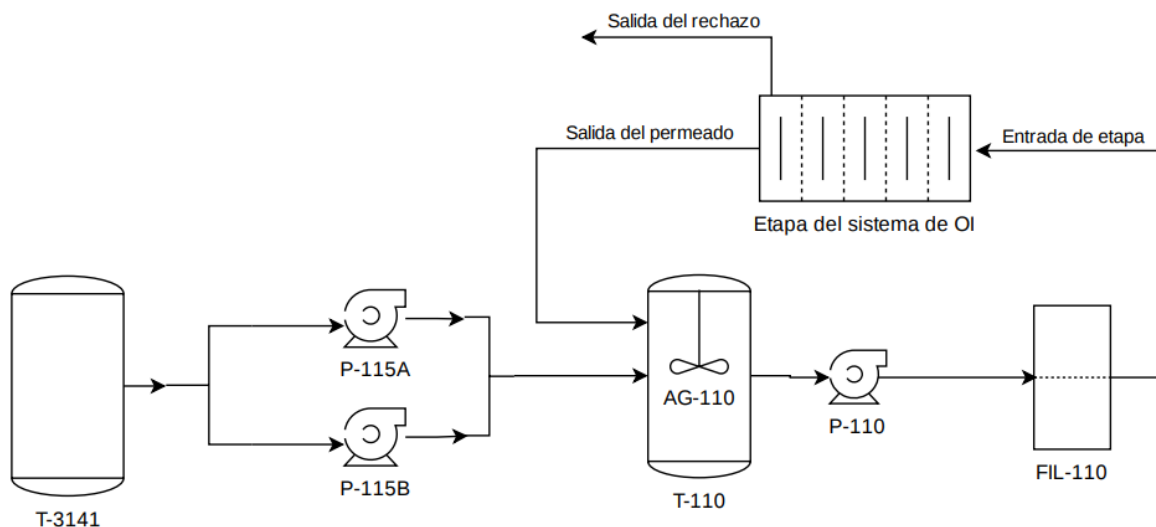 Salida del rechazo
Salida del permeado
Entrada de etapa
Etapa del sistema de OI
P-115A
AG-110
P-110
P-115B
FIL-110
T-110
T-3141